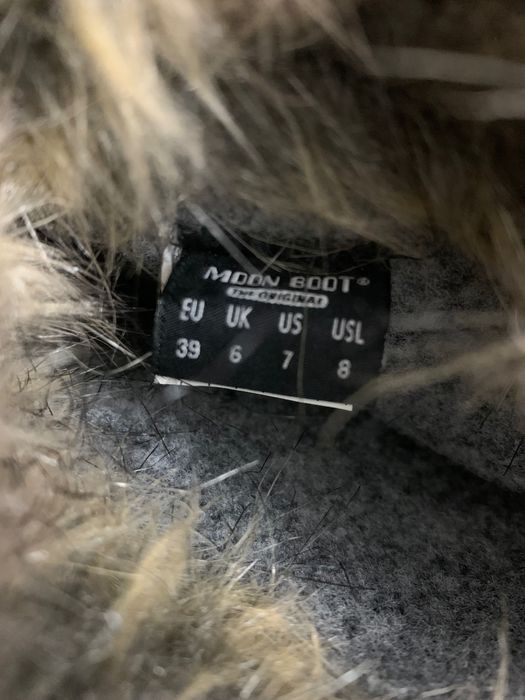 MOON BOOT®
THE ORIGINAL
EU UK US USL
39 6 7 8